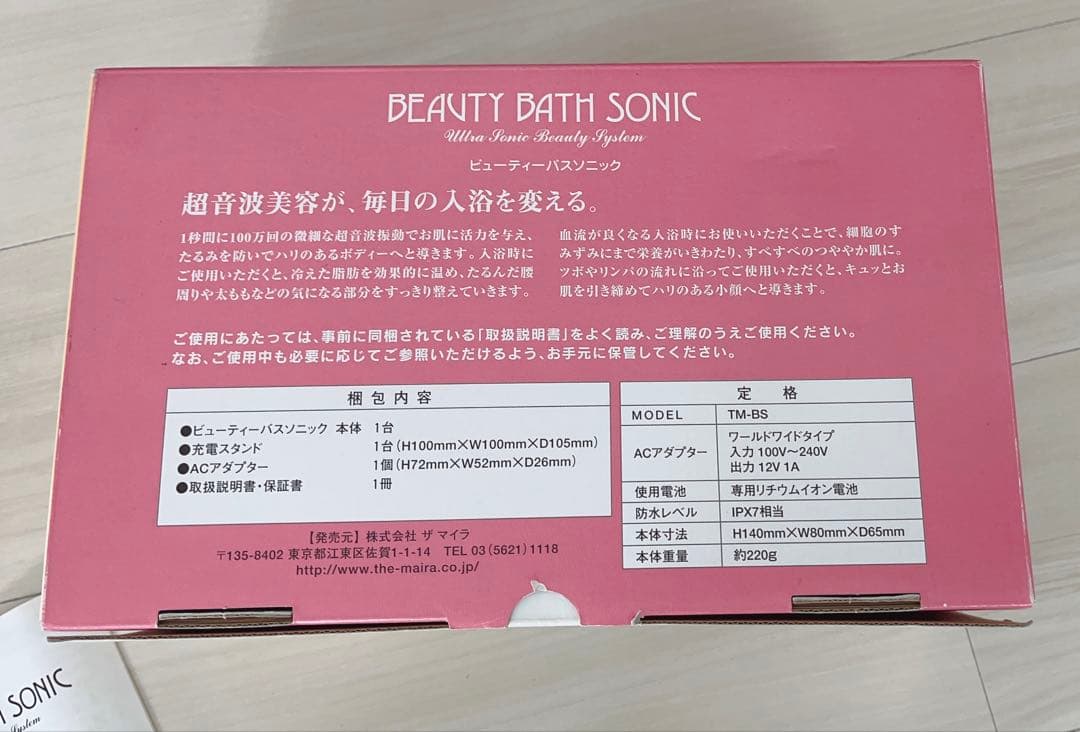 BEAUTY BATH SONIC
Ultra Sonic Beauty System
ビューティーバスソニック
超音波美容が、毎日の入浴を変える。
1秒間に100万回の微細な超音波振動でお肌に活力を与え、
たるみを防いでハリのあるボディーへと導きます。入浴時に
ご使用いただくと、冷えた脂肪を効果的に温め、たるんだ腰
周りや太ももなどの気になる部分をすっきり整えていきます。
血流が良くなる入浴時にお使いいただくことで、細胞のす
みずみにまで栄養がいきわたり、すべすべのつややか肌に。
ツボやリンパの流れに沿ってご使用いただくと、キュッとお
肌を引き締めてハリのある小顔へと導きます。
ご使用にあたっては、事前に同梱されている「取扱説明書」をよく読み、ご理解のうえご使用ください。
なお、ご使用中も必要に応じてご参照いただけるよう、お手元に保管してください。
梱包内容
●ビューティーバスソニック 本体 1台
●充電スタンド 1台(H100mm×W100mm×D105mm)
●ACアダプター 1個(H72mm×W52mm×D26mm)
●取扱説明書・保証書 1冊
【発売元】株式会社 ザ マイラ
〒135-8402 東京都江東区佐賀1-1-14 TEL 03(5621)1118
http://www.the-maira.co.jp/
定 格
MODEL TM-BS
ACアダプター ワールドワイドタイプ
入力 100V〜240V
出力 12V 1A
使用電池 専用リチウムイオン電池
防水レベル IPX7相当
本体寸法 H140mm×W80mm×D65mm
本体重量 約220g
SONIC
System